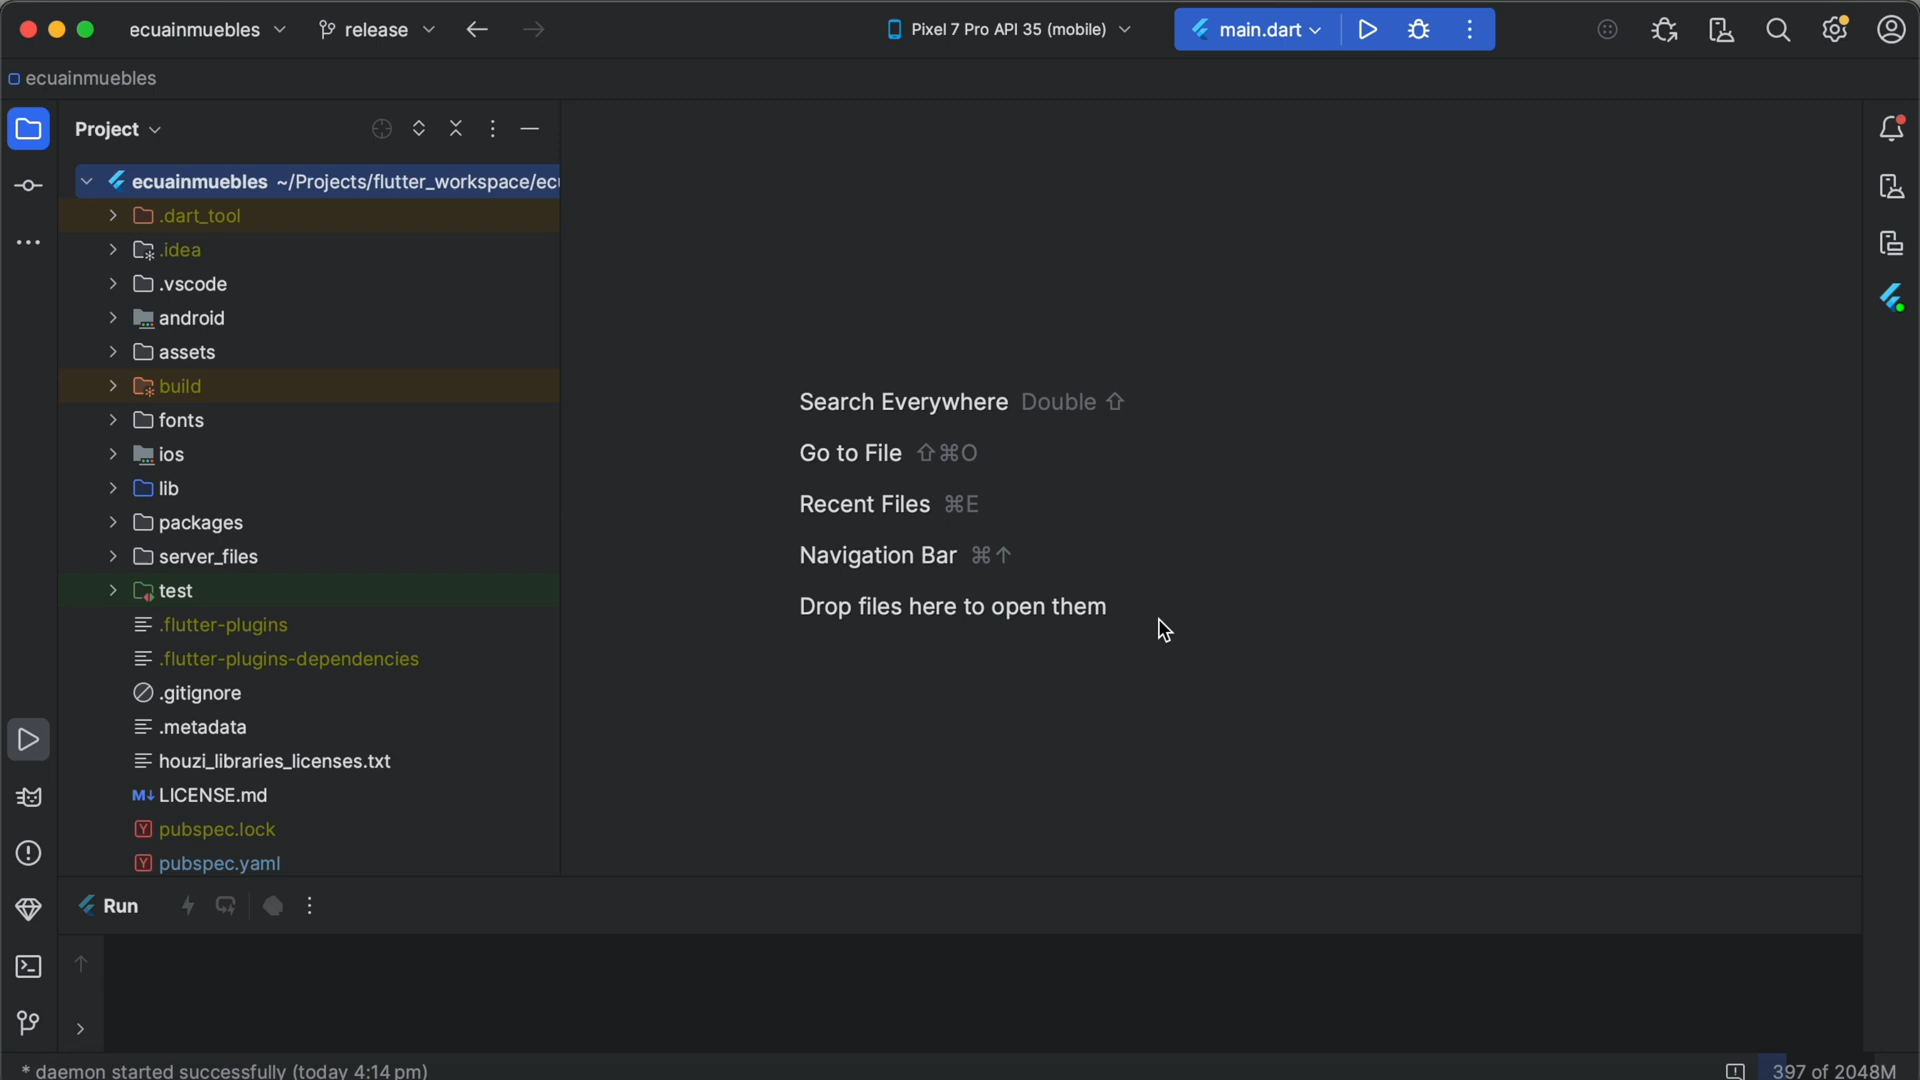 ecuainmuebles release Pixel 7 Pro API 35 (mobile) main.dart
ecuainmuebles
Project
ecuainmuebles ~/Projects/flutter_workspace/ecu
.dart_tool
.idea
.vscode
android
assets
build
fonts
ios
lib
packages
server_files
test
.flutter-plugins
.flutter-plugins-dependencies
.gitignore
.metadata
houzi_libraries_licenses.txt
M↓ LICENSE.md
Y pubspec.lock
Y pubspec.yaml
Search Everywhere Double ⇧
Go to File ⇧⌘O
Recent Files ⌘E
Navigation Bar ⌘↑
Drop files here to open them
Run
* daemon started successfully (today 4:14 pm)
397 of 2048M